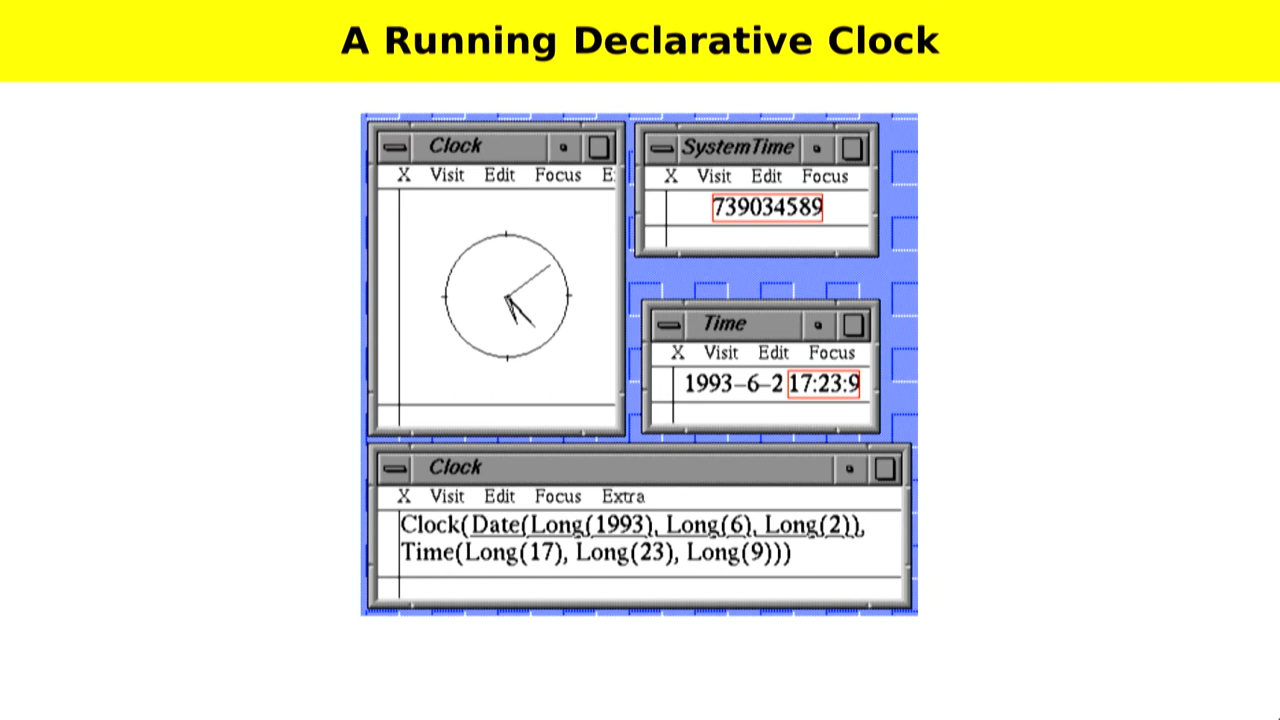 A Running Declarative Clock
Clock
X Visit Edit Focus E
SystemTime
X Visit Edit Focus
739034589
Time
X Visit Edit Focus
1993-6-2 17:23:9
Clock
X Visit Edit Focus Extra
Clock(Date(Long(1993), Long(6), Long(2)),
Time(Long(17), Long(23), Long(9)))